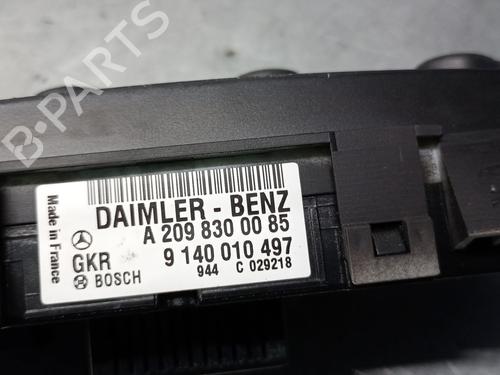 B-PARTS
DAIMLER - BENZ
A 209 830 00 85
GKR 9 140 010 497
BOSCH 944 C 029218
Made in France